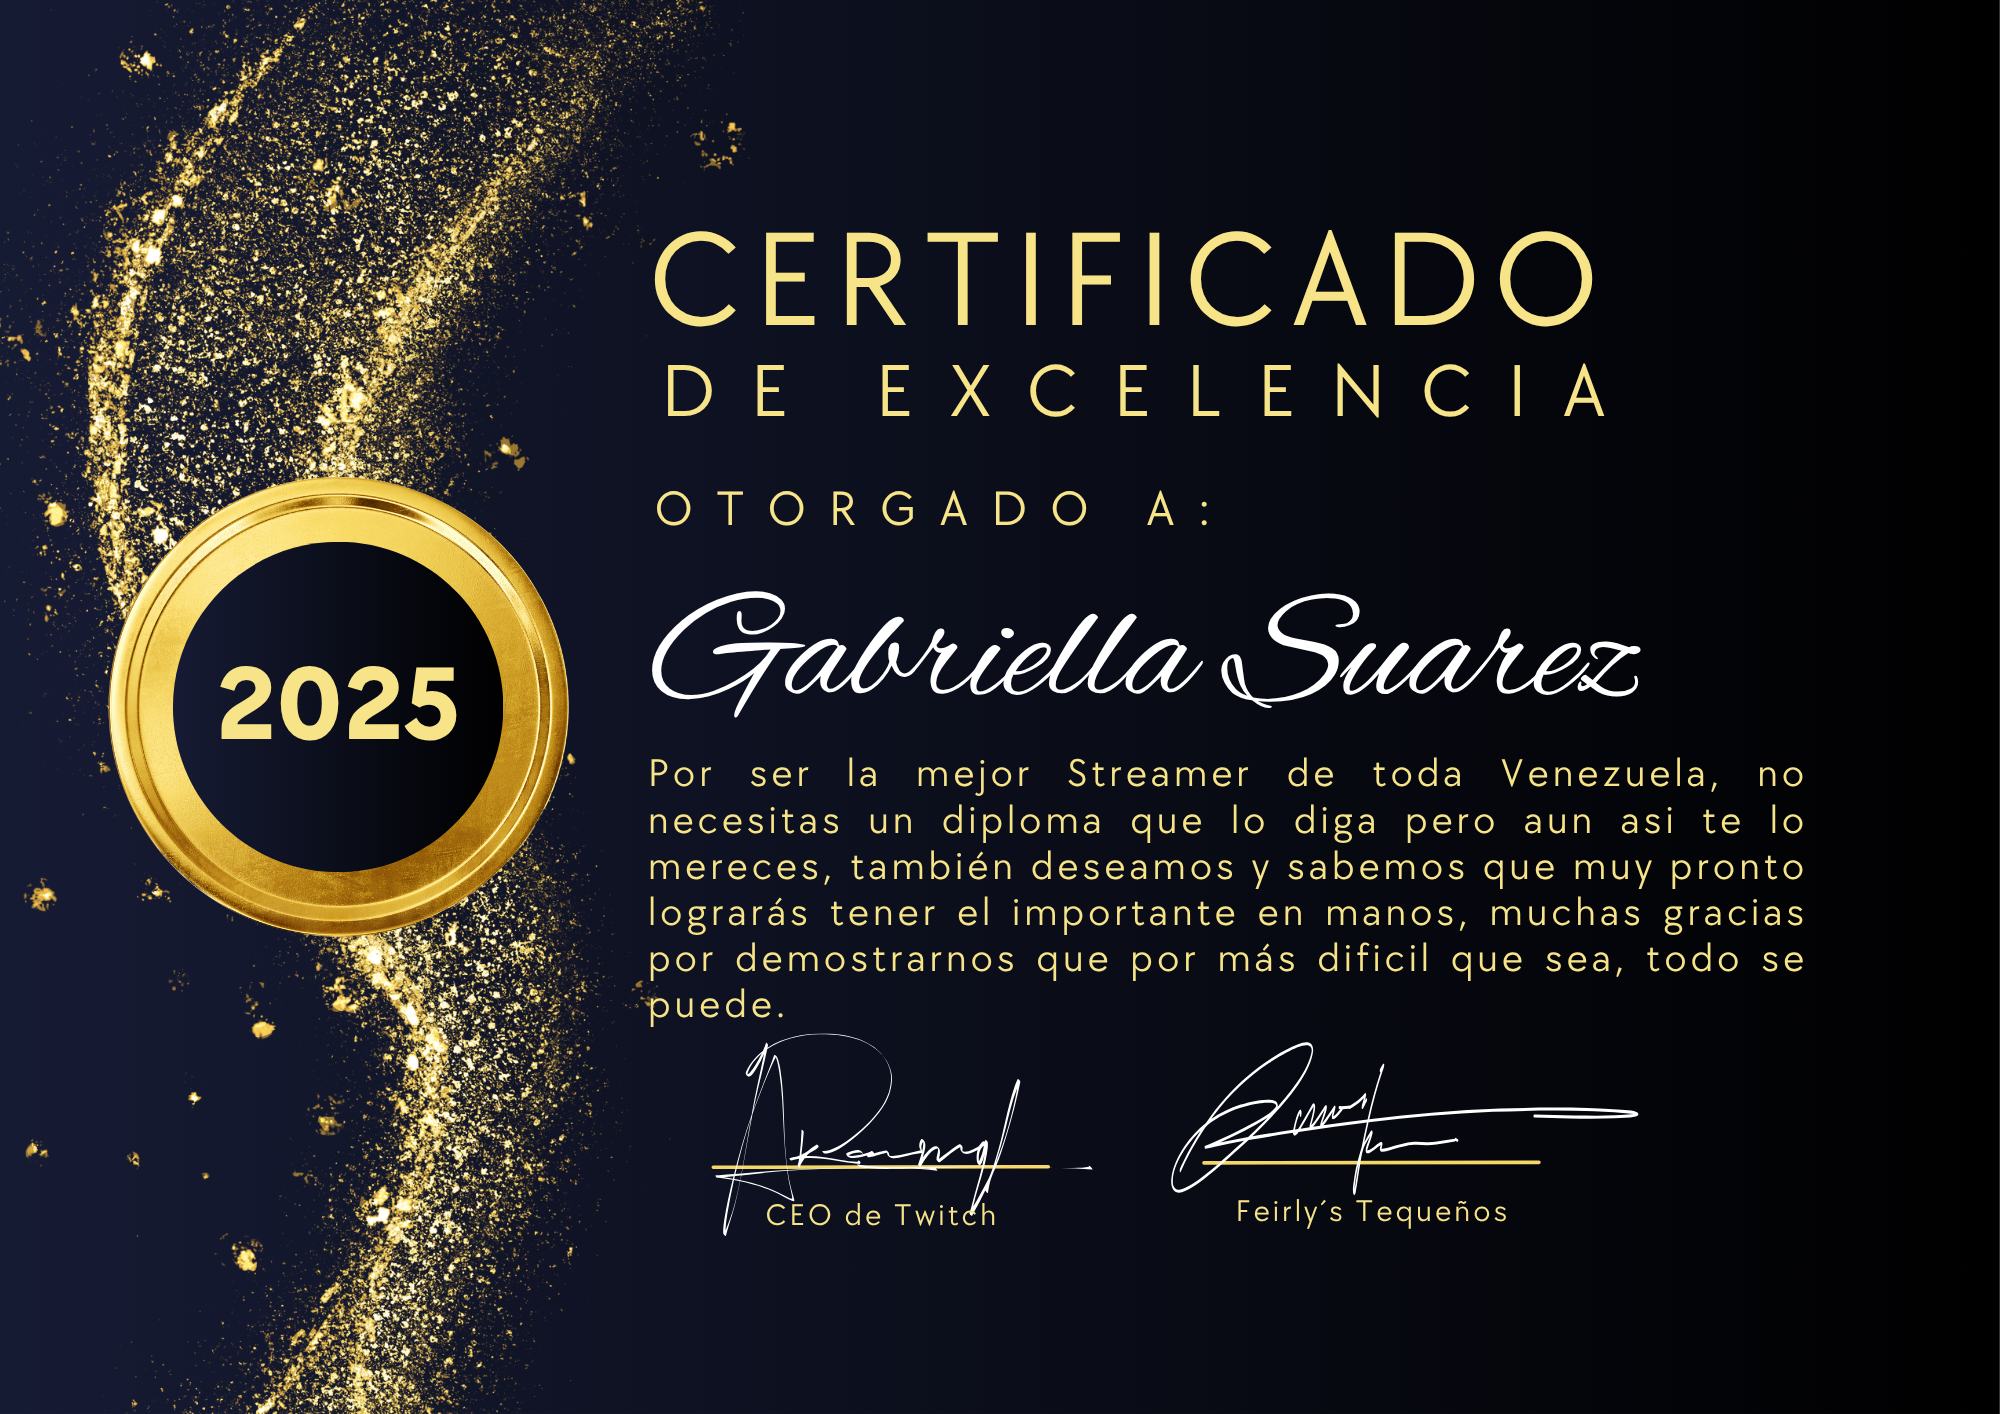 CERTIFICADO
DE EXCELENCIA
OTORGADO A:
Gabriella Suarez
2025
Por ser la mejor Streamer de toda Venezuela, no
necesitas un diploma que lo diga pero aun asi te lo
mereces, también deseamos y sabemos que muy pronto
lograrás tener el importante en manos, muchas gracias
por demostrarnos que por más dificil que sea, todo se
puede.
CEO de Twitch
Feirly´s Tequeños